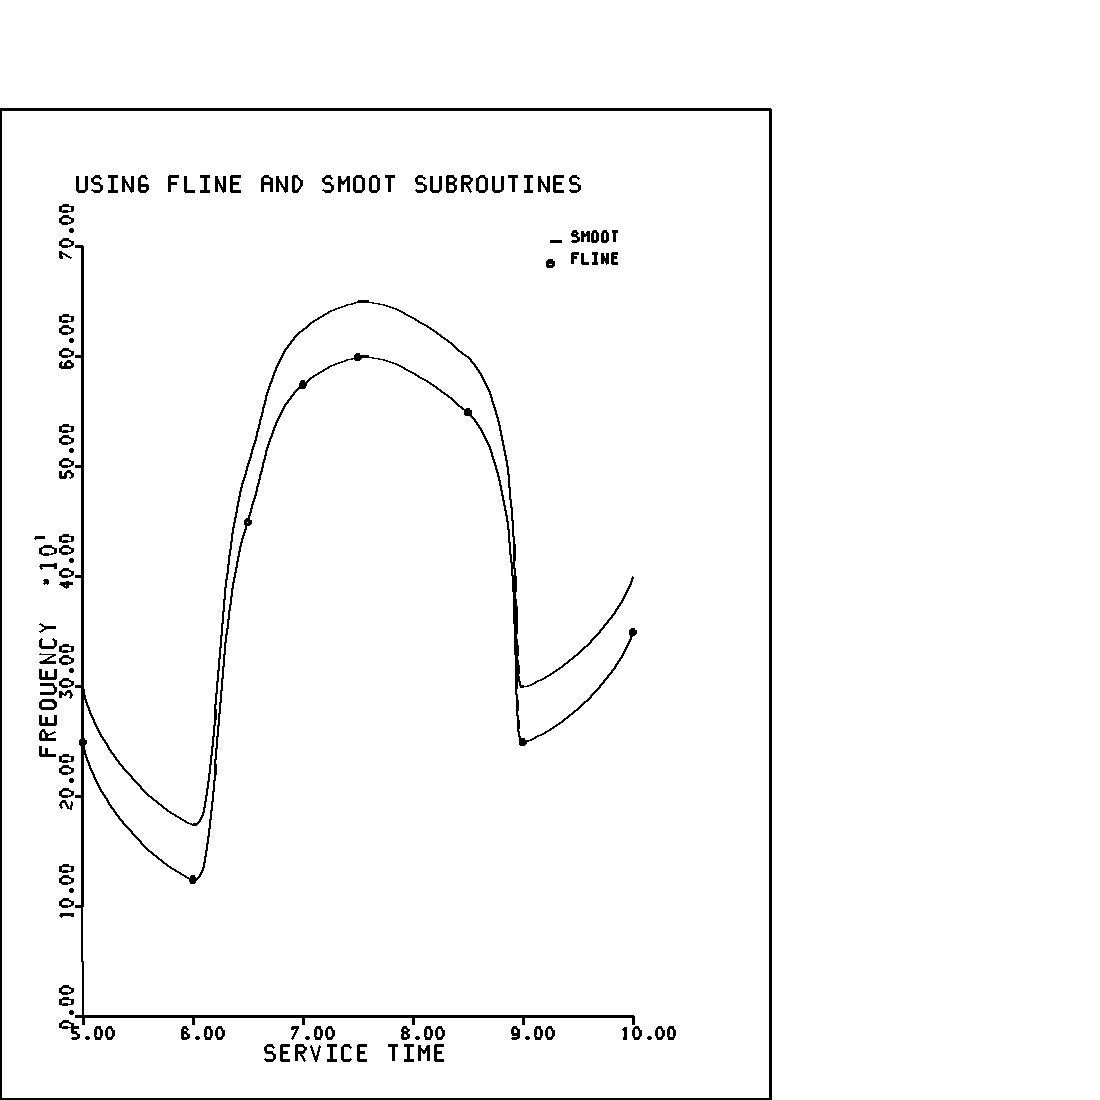 USING FLINE AND SMOOT SUBROUTINES
— SMOOT
FLINE
70.00
60.00
50.00
40.00
30.00
20.00
10.00
0.00
FREQUENCY *10¹
5.00 6.00 7.00 8.00 9.00 10.00
SERVICE TIME